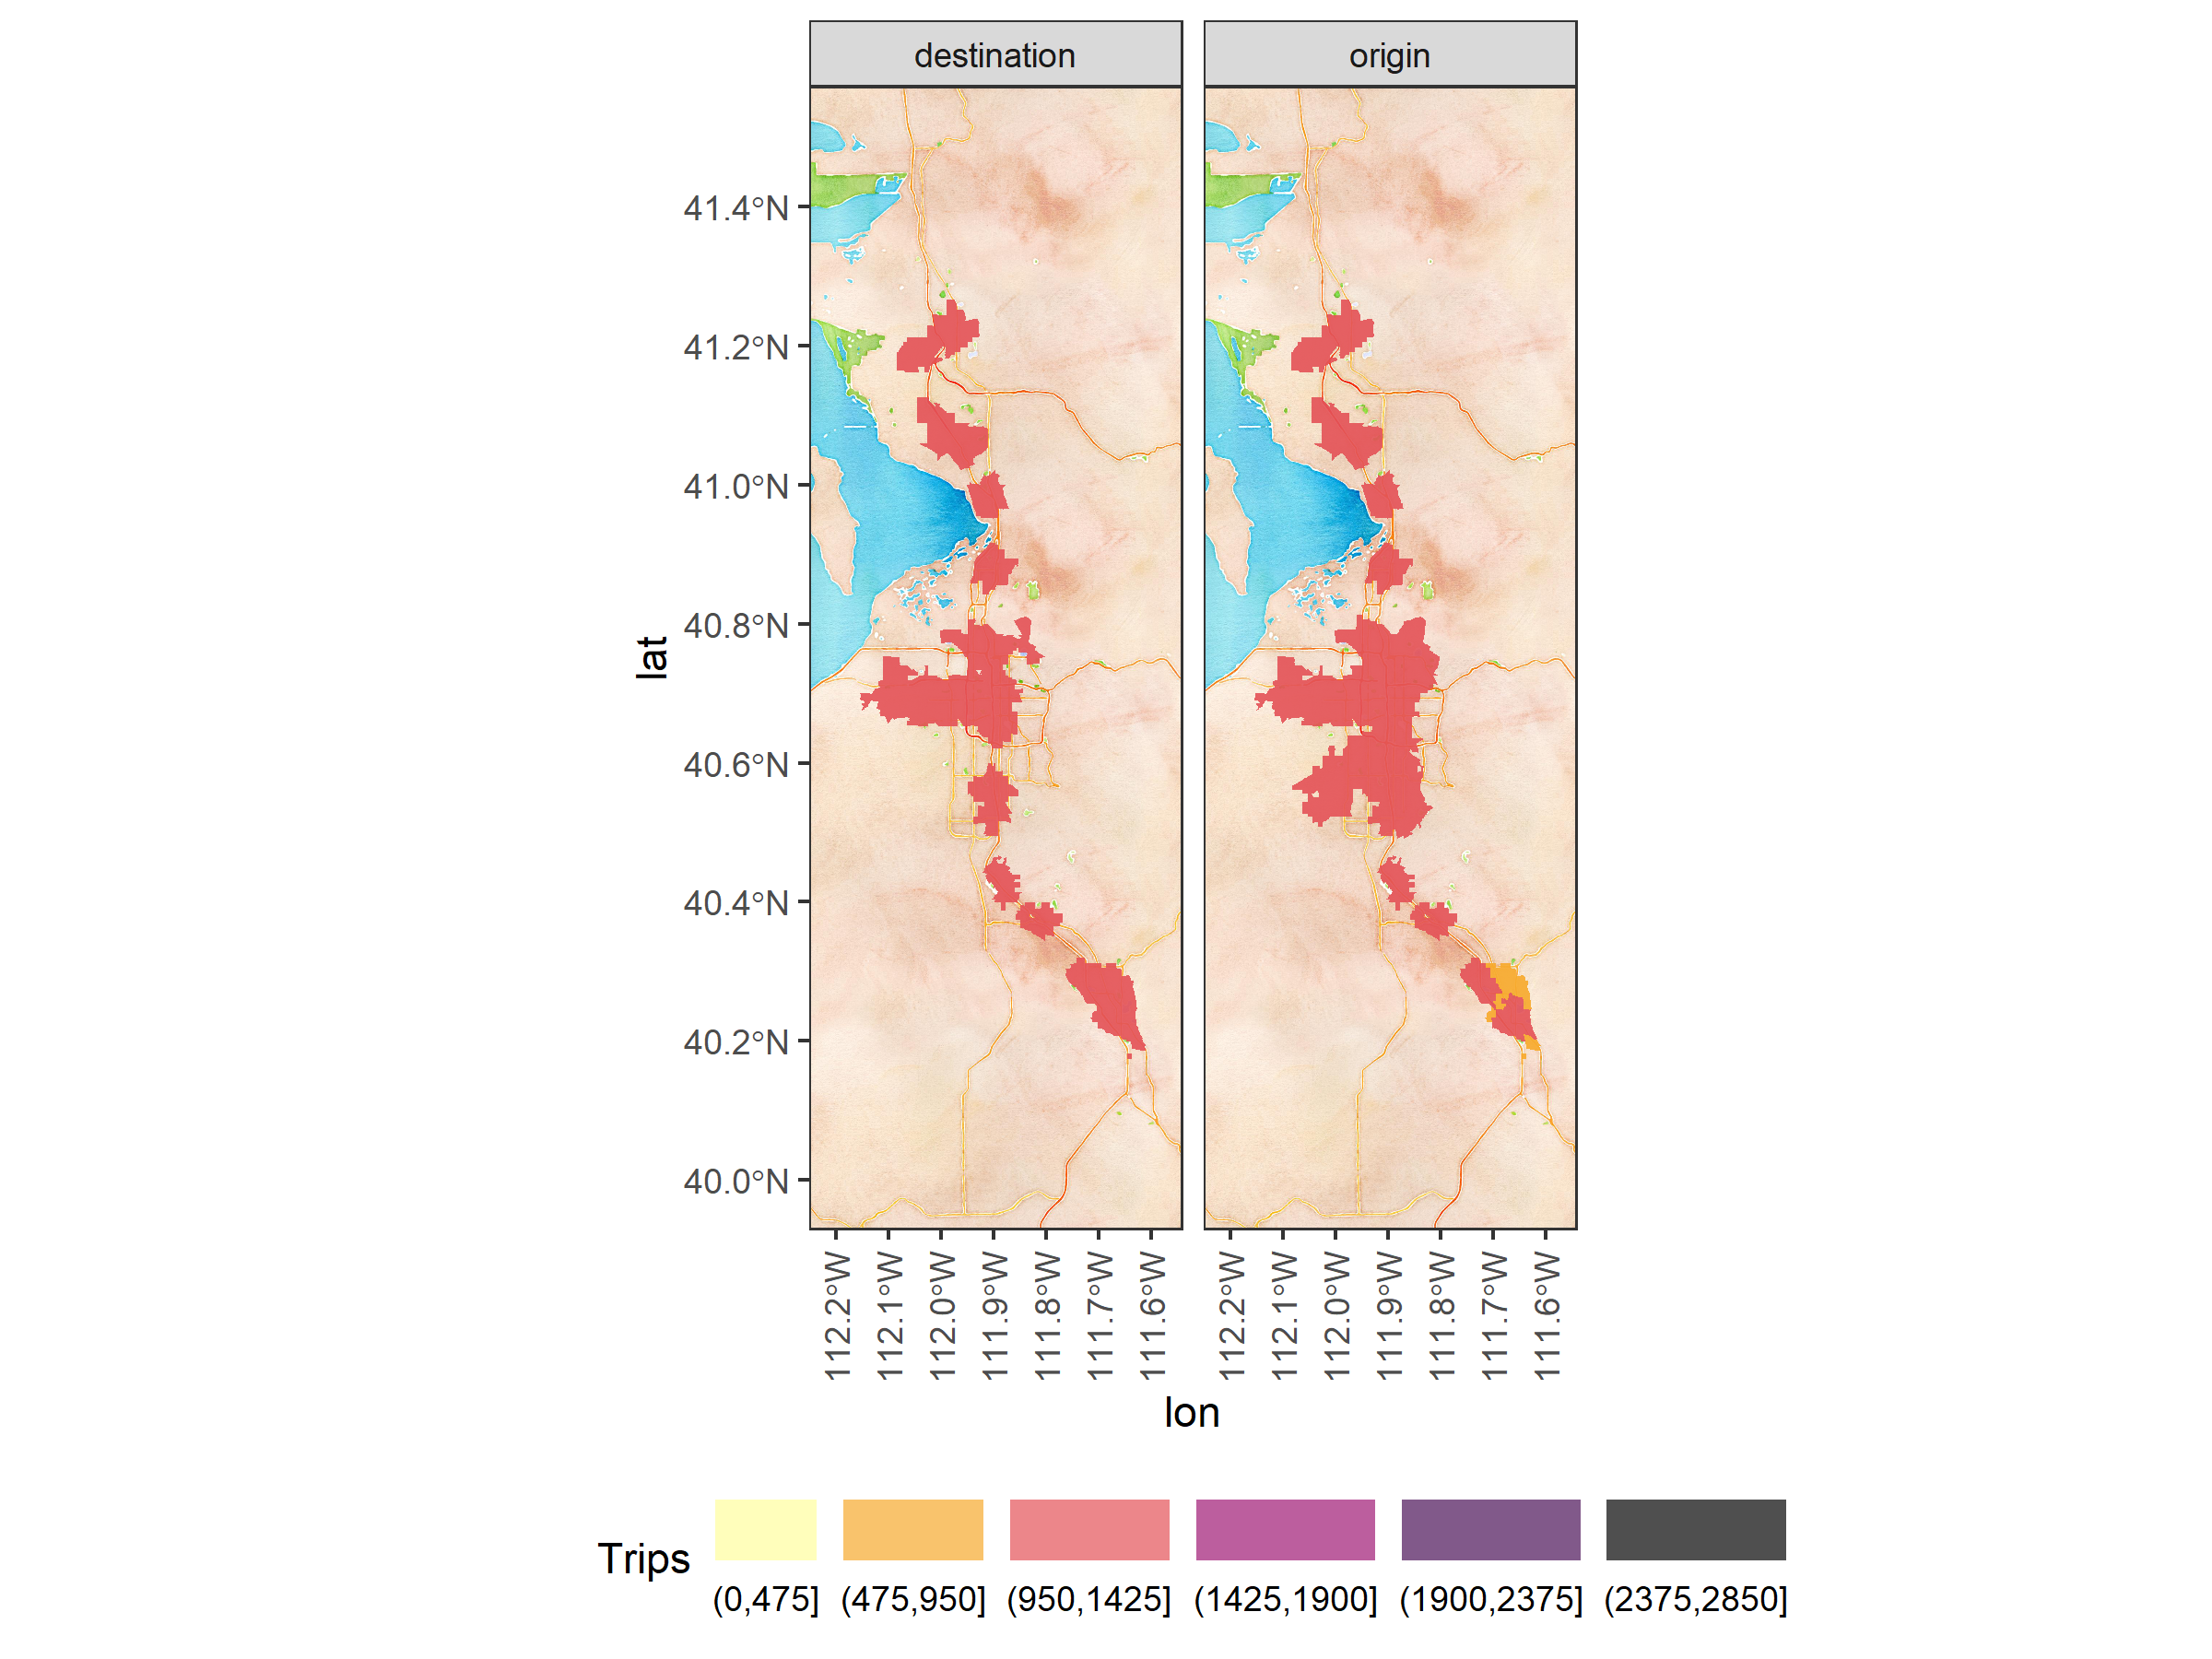 destination
origin
lat
41.4°N
41.2°N
41.0°N
40.8°N
40.6°N
40.4°N
40.2°N
40.0°N
112.2°W
112.1°W
112.0°W
111.9°W
111.8°W
111.7°W
111.6°W
112.2°W
112.1°W
112.0°W
111.9°W
111.8°W
111.7°W
111.6°W
lon
Trips
(0,475]
(475,950]
(950,1425]
(1425,1900]
(1900,2375]
(2375,2850]